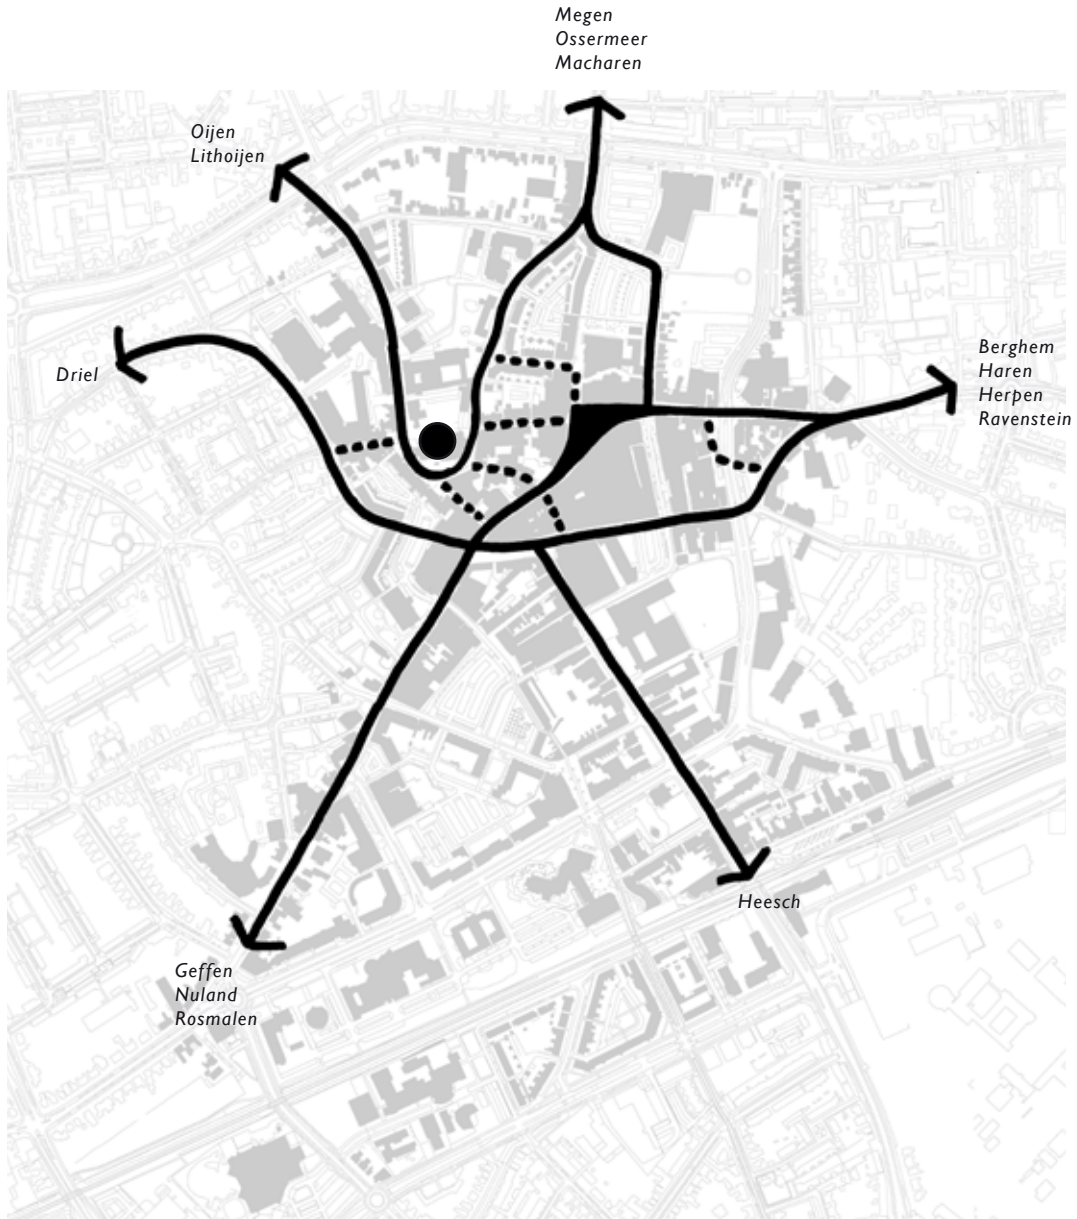 Megen
Ossermeer
Macharen
Oijen
Lithoijen
Driel
Berghem
Haren
Herpen
Ravenstein
Heesch
Geffen
Nuland
Rosmalen